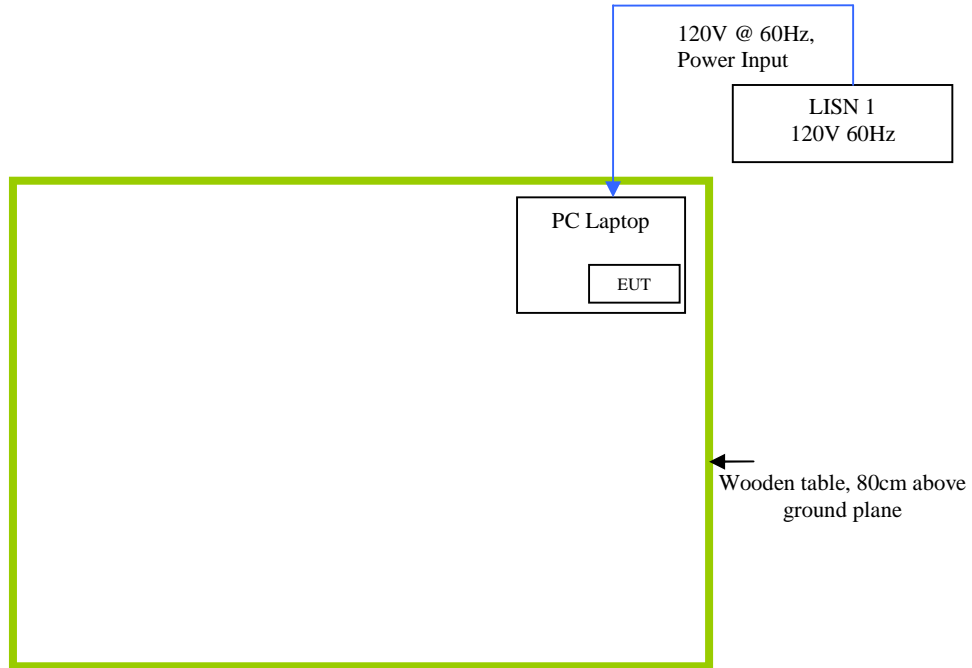 120V @ 60Hz,
Power Input
LISN 1
120V 60Hz
PC Laptop
EUT
Wooden table, 80cm above
ground plane